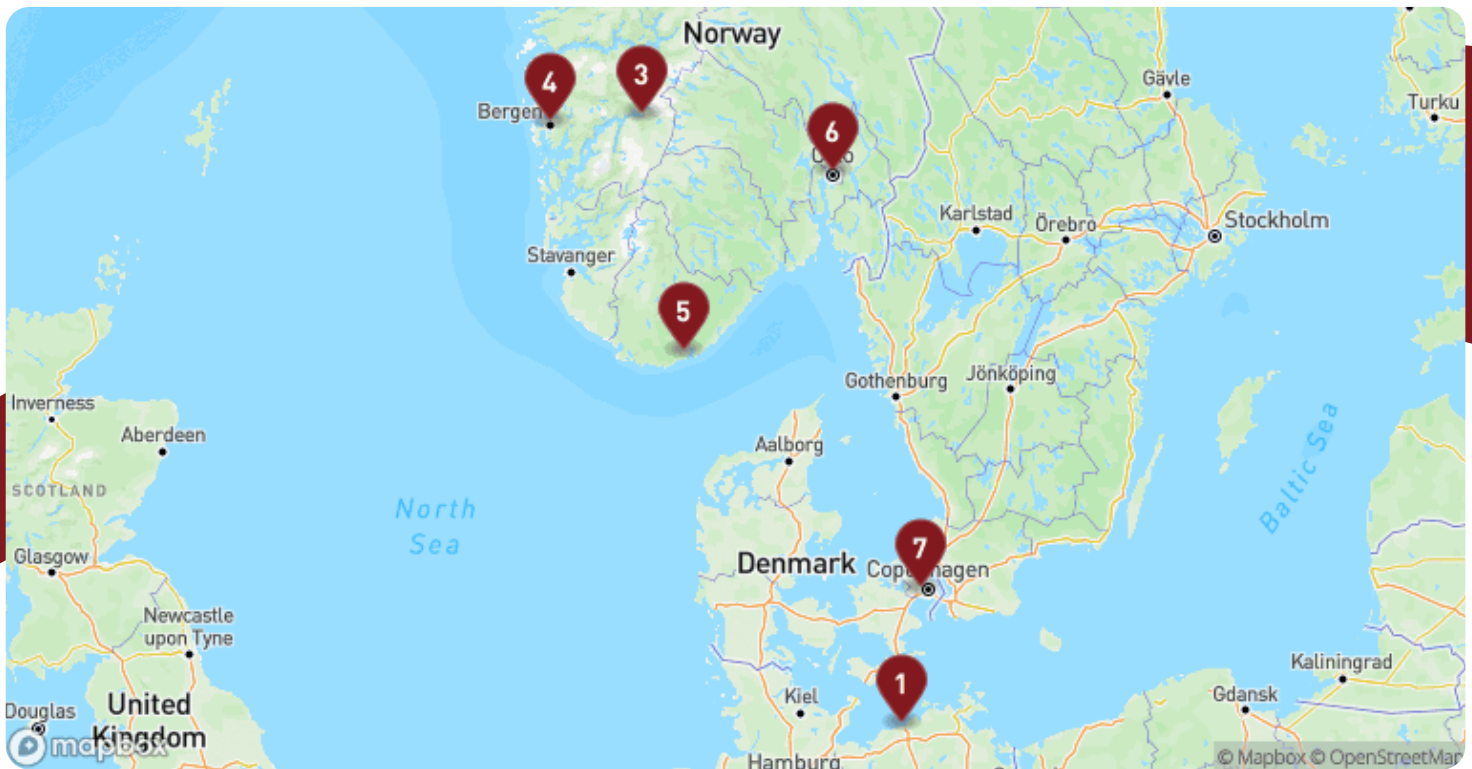 Norway
Gävle
4
3
Turku
Bergen
6
Karlstad
Örebro
Stockholm
Stavanger
5
Gothenburg
Jönköping
Inverness
Aberdeen
Aalborg
SCOTLAND
Baltic Sea
North
Sea
7
Glasgow
Denmark
Copenhagen
Newcastle
upon Tyne
Kaliningrad
1
Kiel
Gdansk
United
Kingdom
Douglas
mapbox
Hamburg
© Mapbox © OpenStreetMap